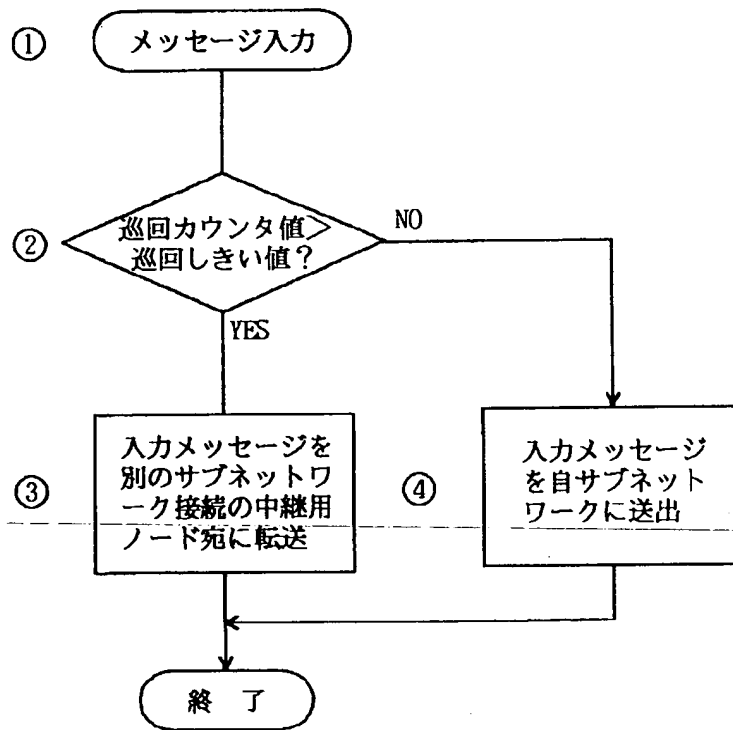 ①
メッセージ入力
②
巡回カウンタ値＞
巡回しきい値？
NO
YES
③
入力メッセージを
別のサブネットワ
ーク接続の中継用
ノード宛に転送
④
入力メッセージ
を自サブネット
ワークに送出
終 了